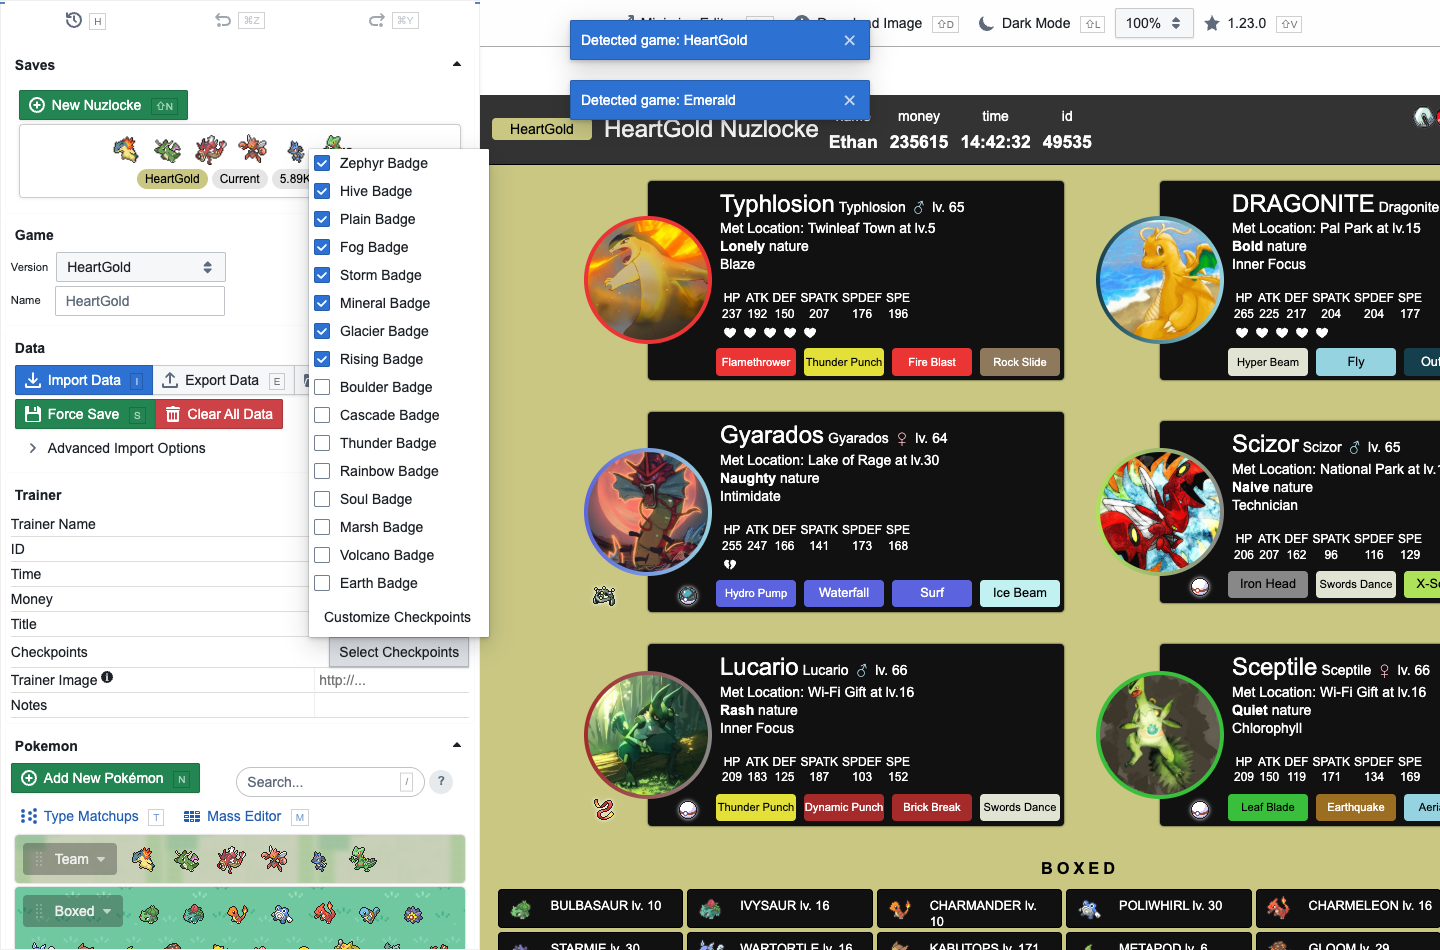 H
⌘Z
⌘Y
Saves
New Nuzlocke ⇧N
HeartGold Current 5.89K
Game
Version HeartGold
Name HeartGold
Data
Import Data I Export Data E
Force Save S Clear All Data
Advanced Import Options
Trainer
Trainer Name
ID
Time
Money
Title
Checkpoints Select Checkpoints
Trainer Image http://...
Notes
Zephyr Badge
Hive Badge
Plain Badge
Fog Badge
Storm Badge
Mineral Badge
Glacier Badge
Rising Badge
Boulder Badge
Cascade Badge
Thunder Badge
Rainbow Badge
Soul Badge
Marsh Badge
Volcano Badge
Earth Badge
Customize Checkpoints
Pokemon
Add New Pokémon N Search... / ?
Type Matchups T Mass Editor M
Team
Boxed
Image ⇧D Dark Mode ⇧L 100% 1.23.0 ⇧V
Detected game: HeartGold
Detected game: Emerald
HeartGold HeartGold Nuzlocke
name money time id
Ethan 235615 14:42:32 49535
Typhlosion Typhlosion ♂ lv. 65
Met Location: Twinleaf Town at lv.5
Lonely nature
Blaze
HP ATK DEF SPATK SPDEF SPE
237 192 150 207 176 196
Flamethrower Thunder Punch Fire Blast Rock Slide
DRAGONITE Dragonite
Met Location: Pal Park at lv.15
Bold nature
Inner Focus
HP ATK DEF SPATK SPDEF SPE
265 225 217 204 204 177
Hyper Beam Fly
Gyarados Gyarados ♀ lv. 64
Met Location: Lake of Rage at lv.30
Naughty nature
Intimidate
HP ATK DEF SPATK SPDEF SPE
255 247 166 141 173 168
Hydro Pump Waterfall Surf Ice Beam
Scizor Scizor ♂ lv. 65
Met Location: National Park at
Naive nature
Technician
HP ATK DEF SPATK SPDEF SPE
206 207 162 96 116 129
Iron Head Swords Dance
Lucario Lucario ♂ lv. 66
Met Location: Wi-Fi Gift at lv.16
Rash nature
Inner Focus
HP ATK DEF SPATK SPDEF SPE
209 183 125 187 103 152
Thunder Punch Dynamic Punch Brick Break Swords Dance
Sceptile Sceptile ♀ lv. 66
Met Location: Wi-Fi Gift at lv.16
Quiet nature
Chlorophyll
HP ATK DEF SPATK SPDEF SPE
209 150 119 171 134 169
Leaf Blade Earthquake
BOXED
BULBASAUR lv. 10
IVYSAUR lv. 16
CHARMANDER lv. 10
POLIWHIRL lv. 30
CHARMELEON lv. 16
STARMIE lv. 30
WARTORTLE lv. 16
KABUTOPS lv. 171
METAPOD lv. 6
GLOOM lv. 29